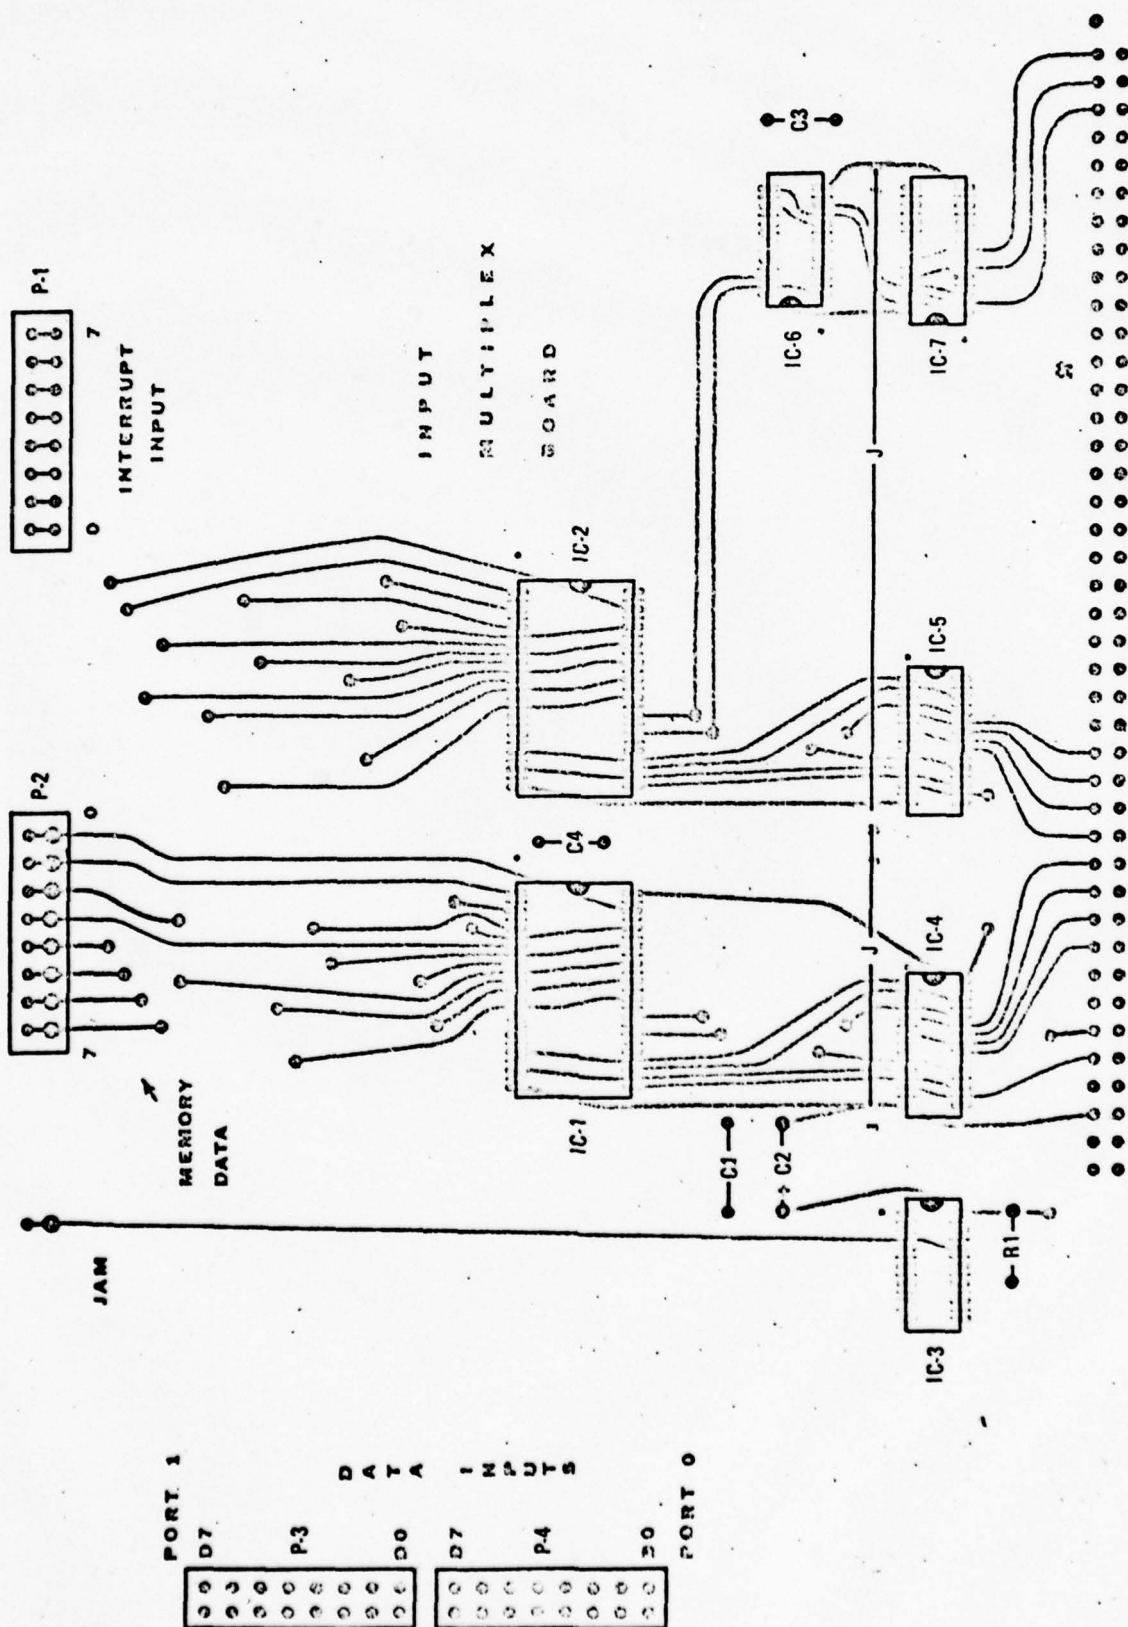 P-1
0
7
INTERRUPT
INPUT
P-2
7
0
MEMORY
DATA
JAM
INPUT
MULTIPLEX
BOARD
C3
IC-6
IC-7
IC-2
C4
IC-1
J
J
J
IC-5
IC-4
C1
C2
IC-3
R1
PORT 1
D7
P-3
D0
DATA INPUTS
D7
P-4
D0
PORT 0